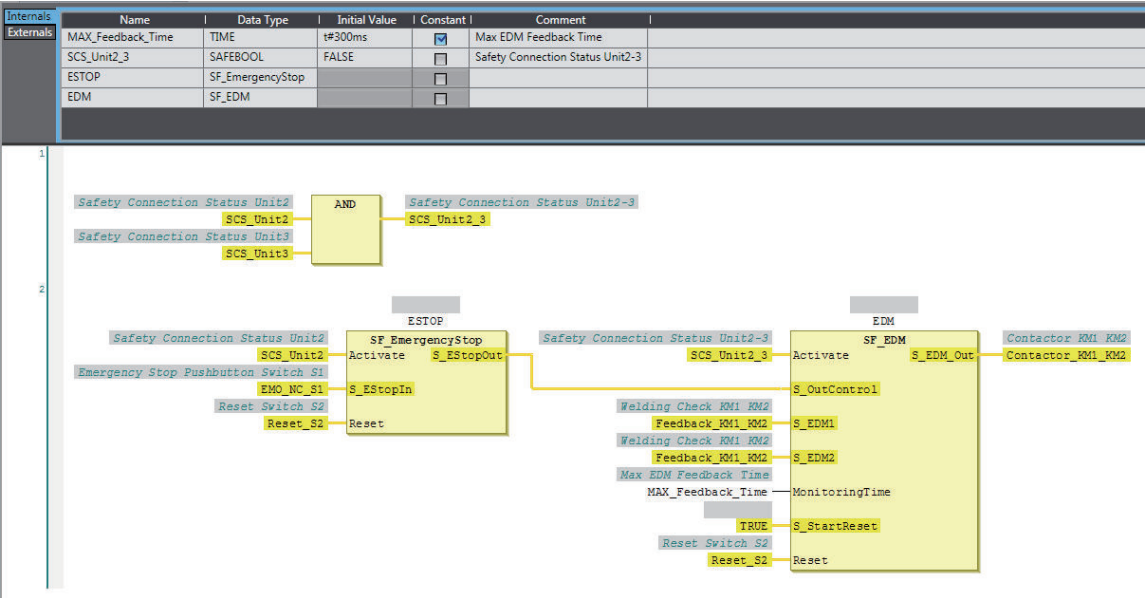 Internals
Externals
Name Data Type Initial Value Constant Comment
MAX_Feedback_Time TIME t#300ms Max EDM Feedback Time
SCS_Unit2_3 SAFEBOOL FALSE Safety Connection Status Unit2-3
ESTOP SF_EmergencyStop
EDM SF_EDM
1
Safety Connection Status Unit2 AND Safety Connection Status Unit2-3
SCS_Unit2 SCS_Unit2_3
Safety Connection Status Unit3
SCS_Unit3
2
ESTOP EDM
Safety Connection Status Unit2 SF_EmergencyStop Safety Connection Status Unit2-3 SF_EDM Contactor KM1 KM2
SCS_Unit2 Activate S_EStopOut SCS_Unit2_3 Activate S_EDM_Out Contactor_KM1_KM2
Emergency Stop Pushbutton Switch S1
EMO_NC_S1 S_EStopIn S_OutControl
Reset Switch S2 Welding Check KM1 KM2
Reset_S2 Reset Feedback_KM1_KM2 S_EDM1
Welding Check KM1 KM2
Feedback_KM1_KM2 S_EDM2
Max EDM Feedback Time
MAX_Feedback_Time MonitoringTime
TRUE S_StartReset
Reset Switch S2
Reset_S2 Reset